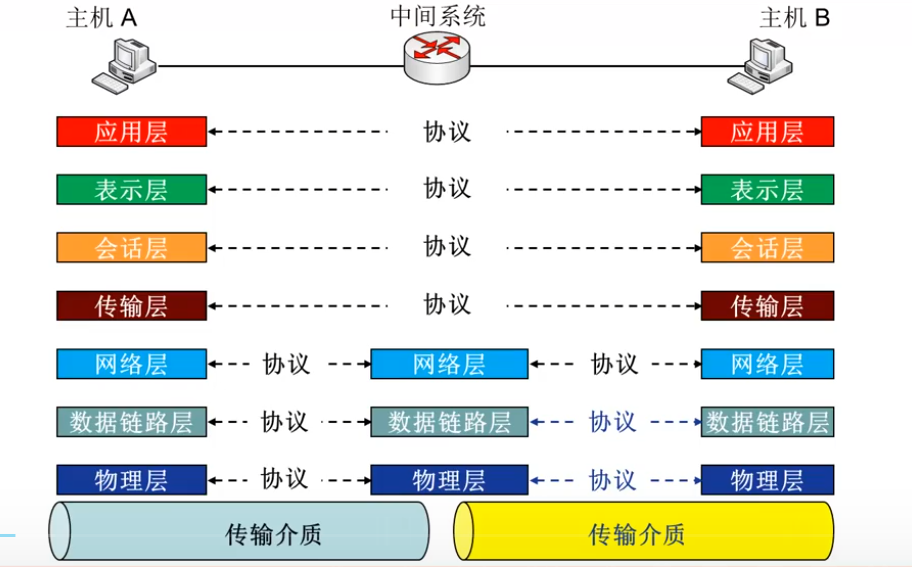 主机 A 中间系统 主机 B
应用层 协议 应用层
表示层 协议 表示层
会话层 协议 会话层
传输层 协议 传输层
网络层 协议 网络层 协议 网络层
数据链路层 协议 数据链路层 协议 数据链路层
物理层 协议 物理层 协议 物理层
传输介质 传输介质